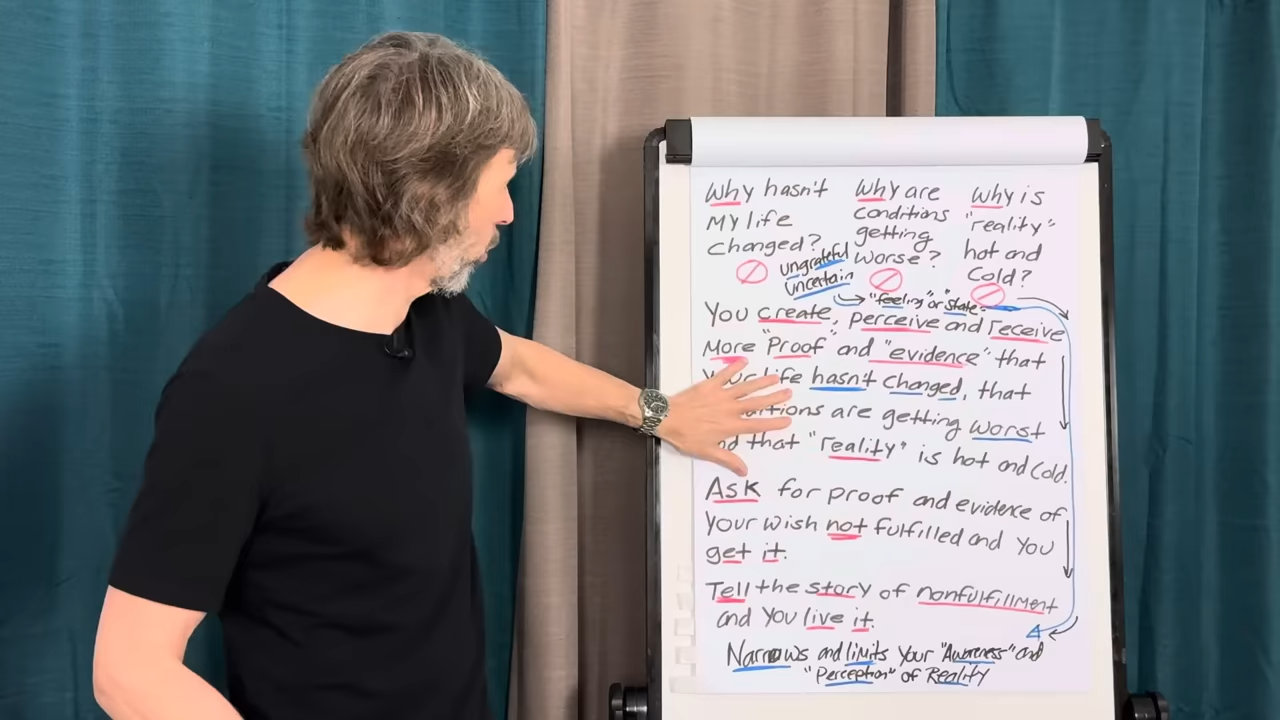 Why hasn't
My life
changed?
Why are
conditions
getting
worse?
Why is
"reality"
hot and
Cold?
ungrateful
uncertain
"feeling" or "state"
You create, perceive and receive
More "Proof" and "evidence" that
life hasn't changed, that
are getting worst
that "reality" is hot and cold.
Ask for proof and evidence of
Your wish not fulfilled and you
get it.
Tell the story of nonfulfillment
and you live it.
Narrows and limits your "Awareness" and
"Perception" of Reality